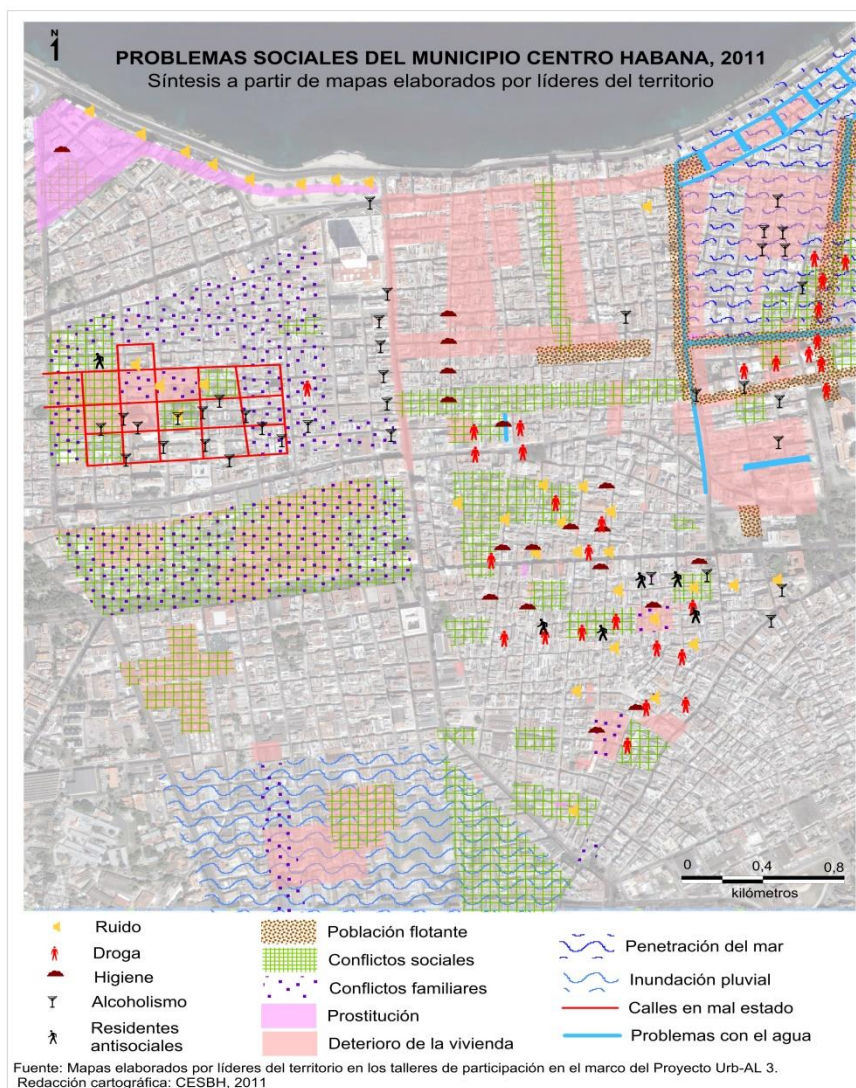 1
PROBLEMAS SOCIALES DEL MUNICIPIO CENTRO HABANA, 2011
Síntesis a partir de mapas elaborados por líderes del territorio
0 0,4 0,8
kilómetros
Ruido
Droga
Higiene
Alcoholismo
Residentes
antisociales
Población flotante
Conflictos sociales
Conflictos familiares
Prostitución
Deterioro de la vivienda
Penetración del mar
Inundación pluvial
Calles en mal estado
Problemas con el agua
Fuente: Mapas elaborados por líderes del territorio en los talleres de participación en el marco del Proyecto Urb-AL 3.
Redacción cartográfica: CESBH, 2011